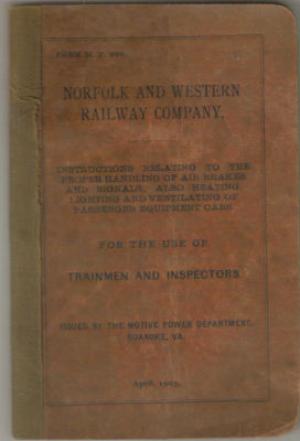 NORFOLK AND WESTERN
RAILWAY COMPANY.
INSTRUCTIONS RELATING TO THE
PROPER HANDLING OF AIR BRAKES
AND SIGNALS, ALSO HEATING,
LIGHTING AND VENTILATING OF
PASSENGER EQUIPMENT CARS
FOR THE USE OF
TRAINMEN AND INSPECTORS
ISSUED BY THE MOTIVE POWER DEPARTMENT,
ROANOKE, VA.
April,